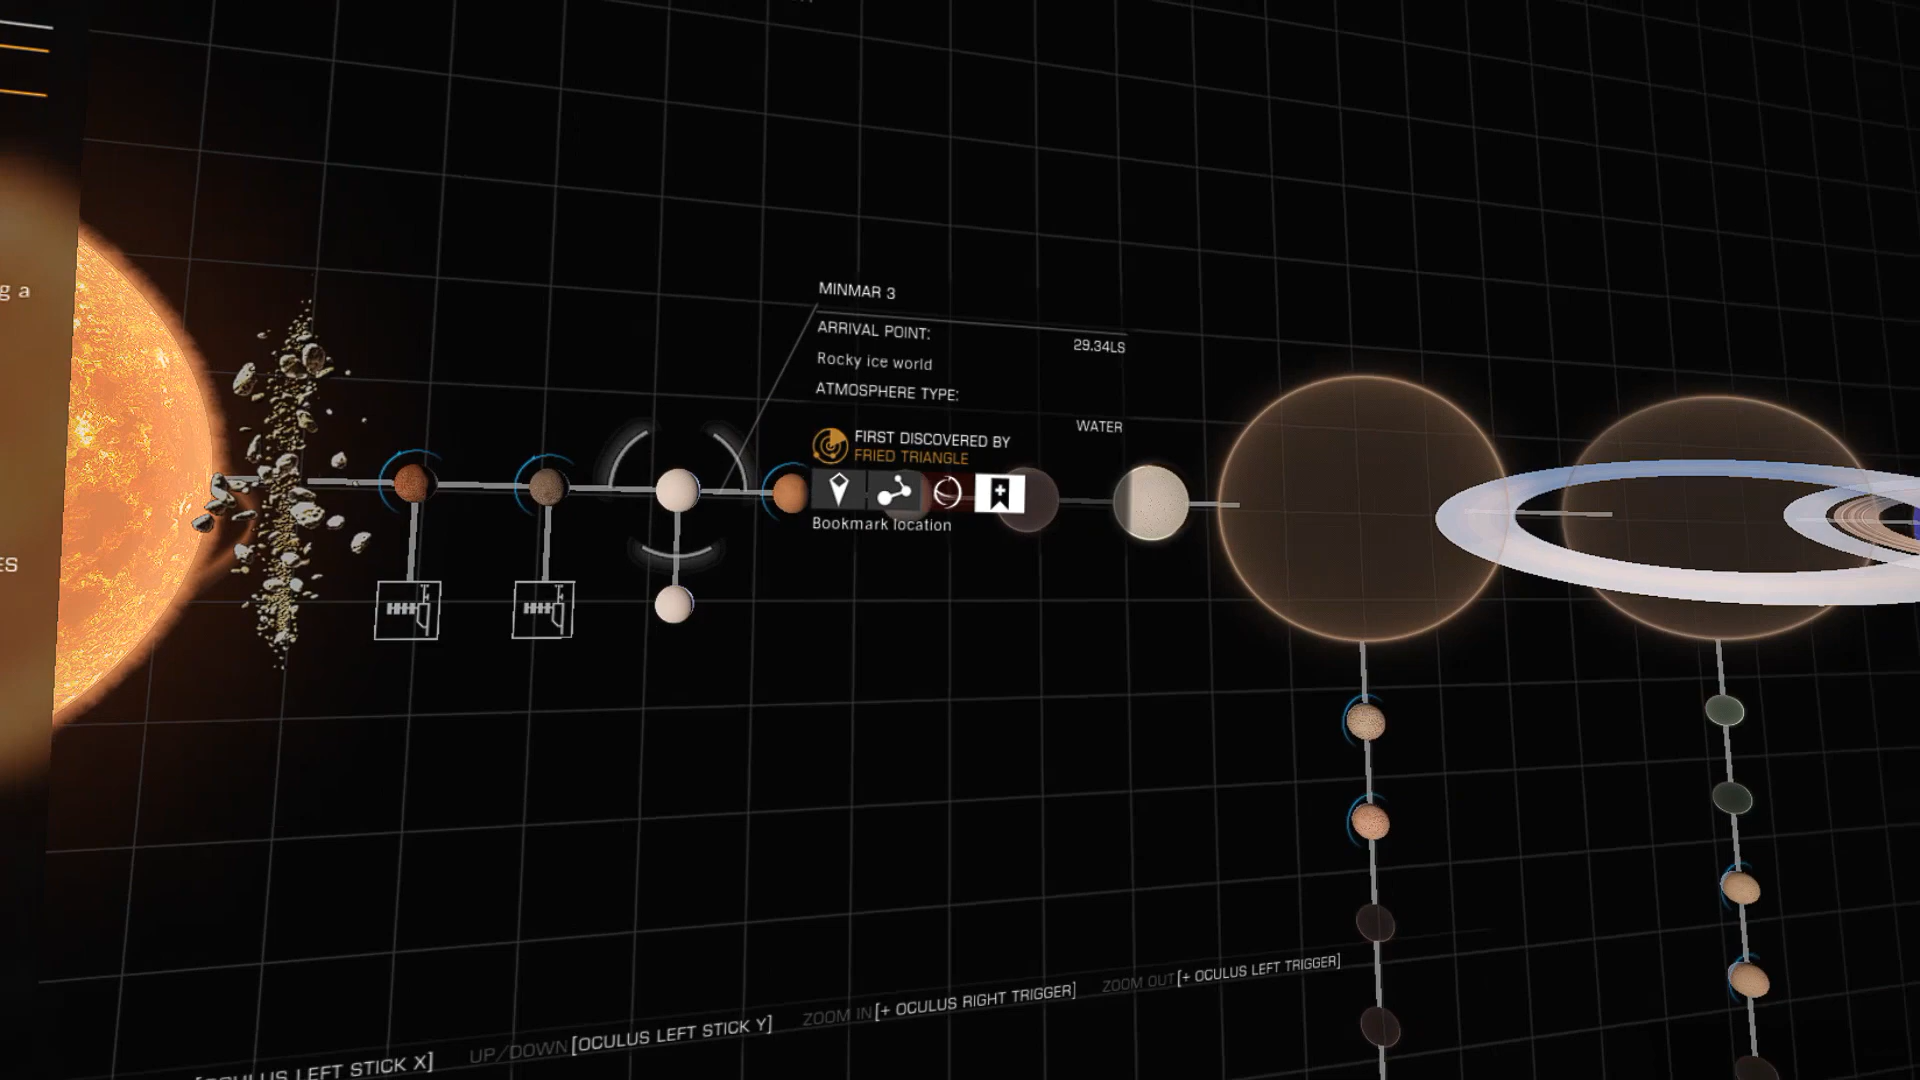 g a
ES
MINMAR 3
ARRIVAL POINT:
29.34LS
Rocky ice world
ATMOSPHERE TYPE:
WATER
FIRST DISCOVERED BY
FRIED TRIANGLE
Bookmark location
LEFT STICK X]
UP/DOWN [OCULUS LEFT STICK Y]
ZOOM IN [+ OCULUS RIGHT TRIGGER]
ZOOM OUT [+ OCULUS LEFT TRIGGER]